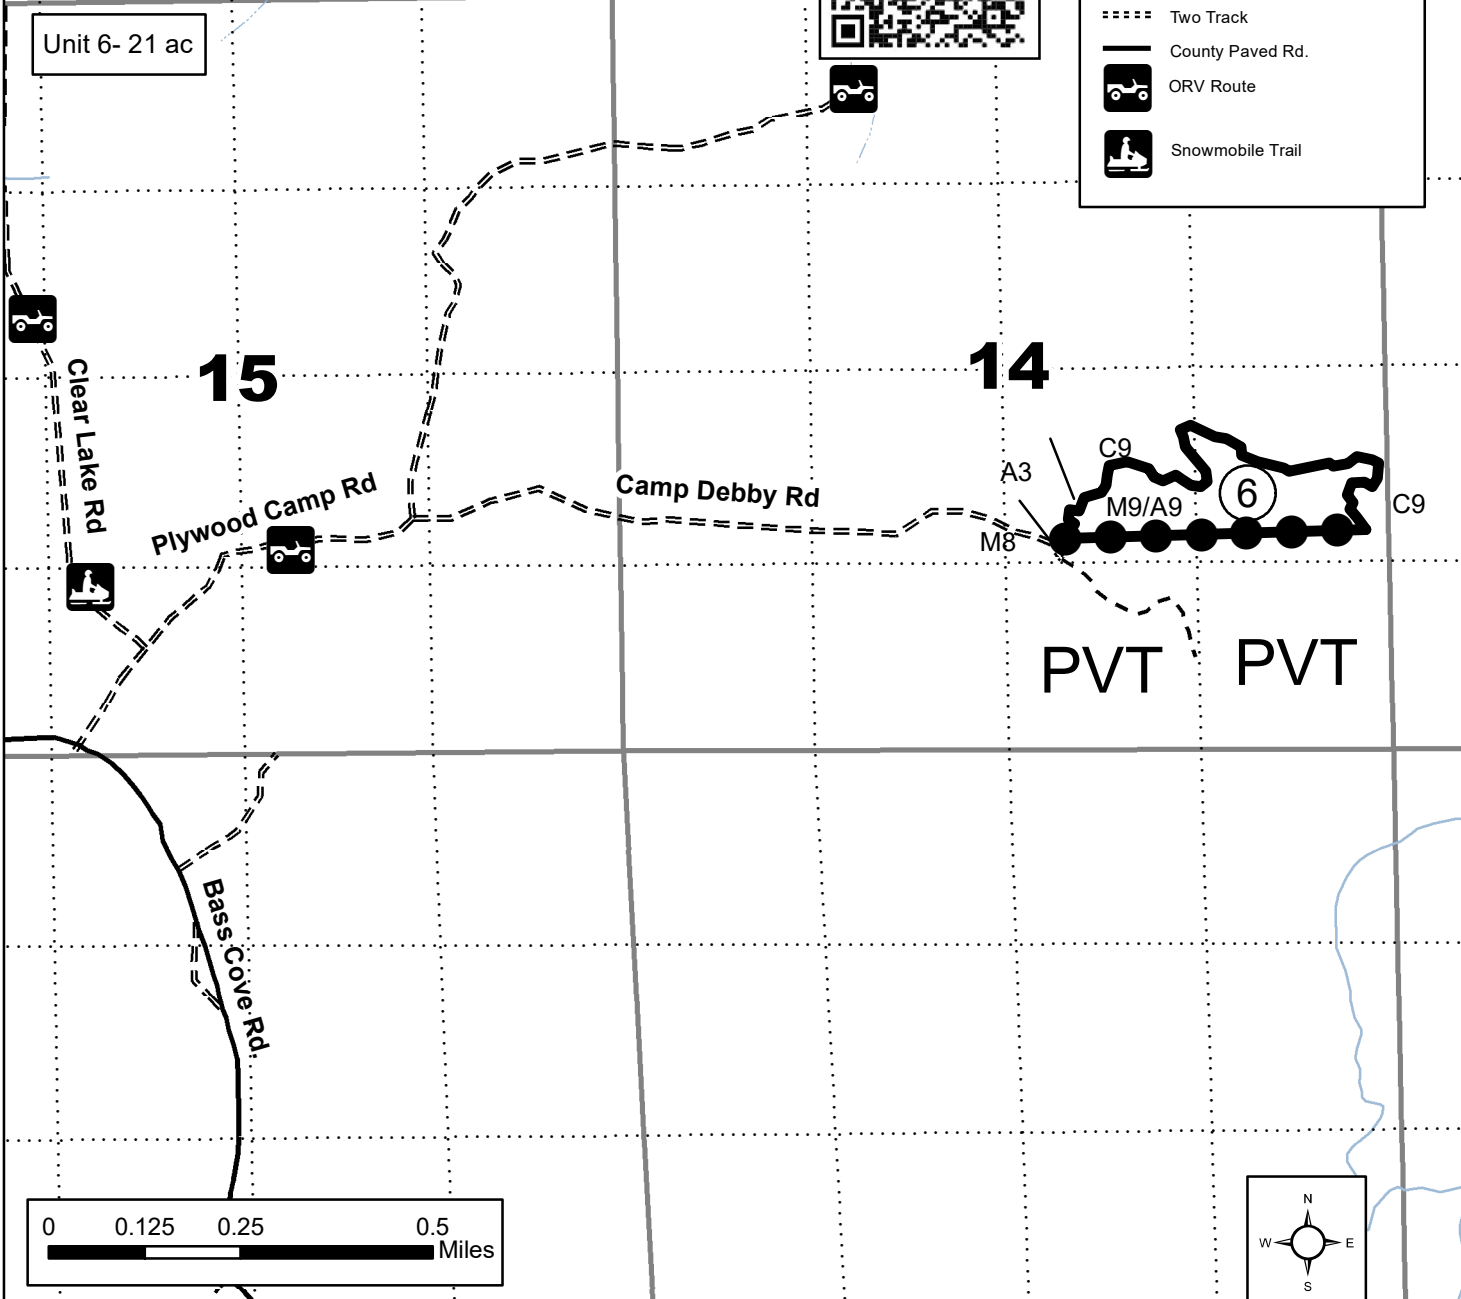 Unit 6- 21 ac
Two Track
County Paved Rd.
ORV Route
Snowmobile Trail
15
14
Clear Lake Rd
Plywood Camp Rd
Camp Debby Rd
A3
C9
M9/A9
6
C9
M8
PVT
PVT
Bass Cove Rd.
0 0.125 0.25 0.5
Miles
N
W E
S